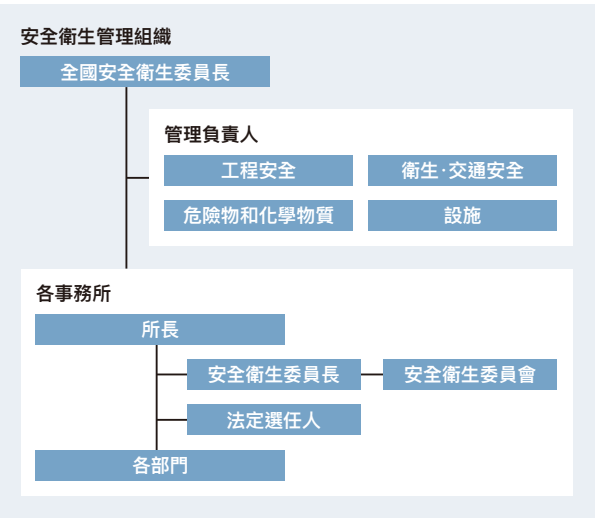 安全衛生管理組織
全國安全衛生委員長
管理負責人
工程安全
衛生·交通安全
危險物和化學物質
設施
各事務所
所長
安全衛生委員長
安全衛生委員會
法定選任人
各部門